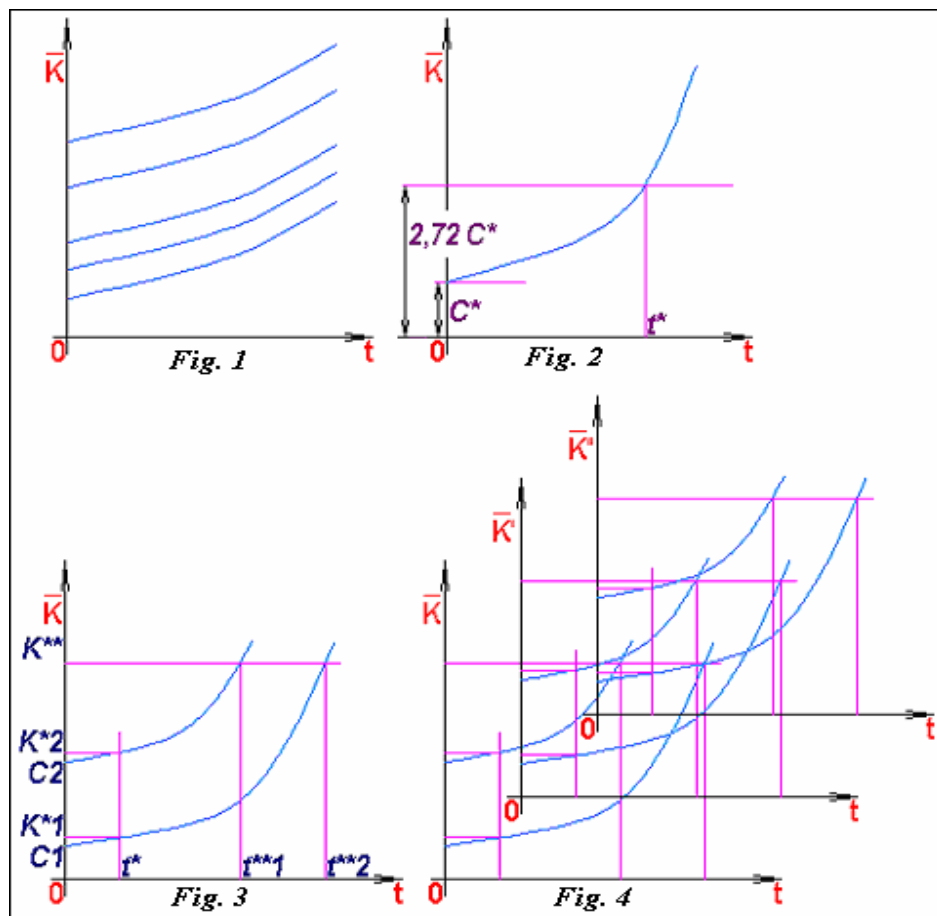 K̅
0
t
Fig. 1
K̅
2,72 C*
C*
t*
0
t
Fig. 2
K̅
K**
K*2
C2
K*1
C1
t*
t**1
t**2
0
t
Fig. 3
K̅"
0
t
K̅'
0
t
K̅
0
t
Fig. 4